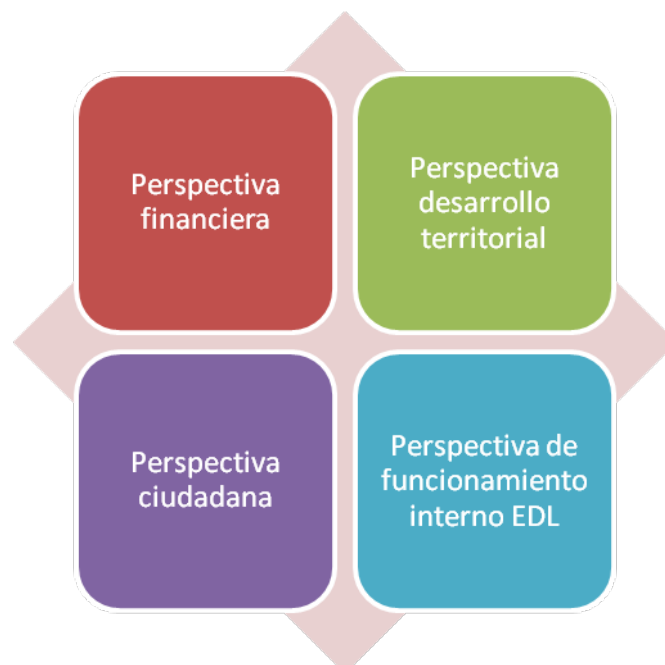 Perspectiva
financiera
Perspectiva
desarrollo
territorial
Perspectiva
ciudadana
Perspectiva de
funcionamiento
interno EDL